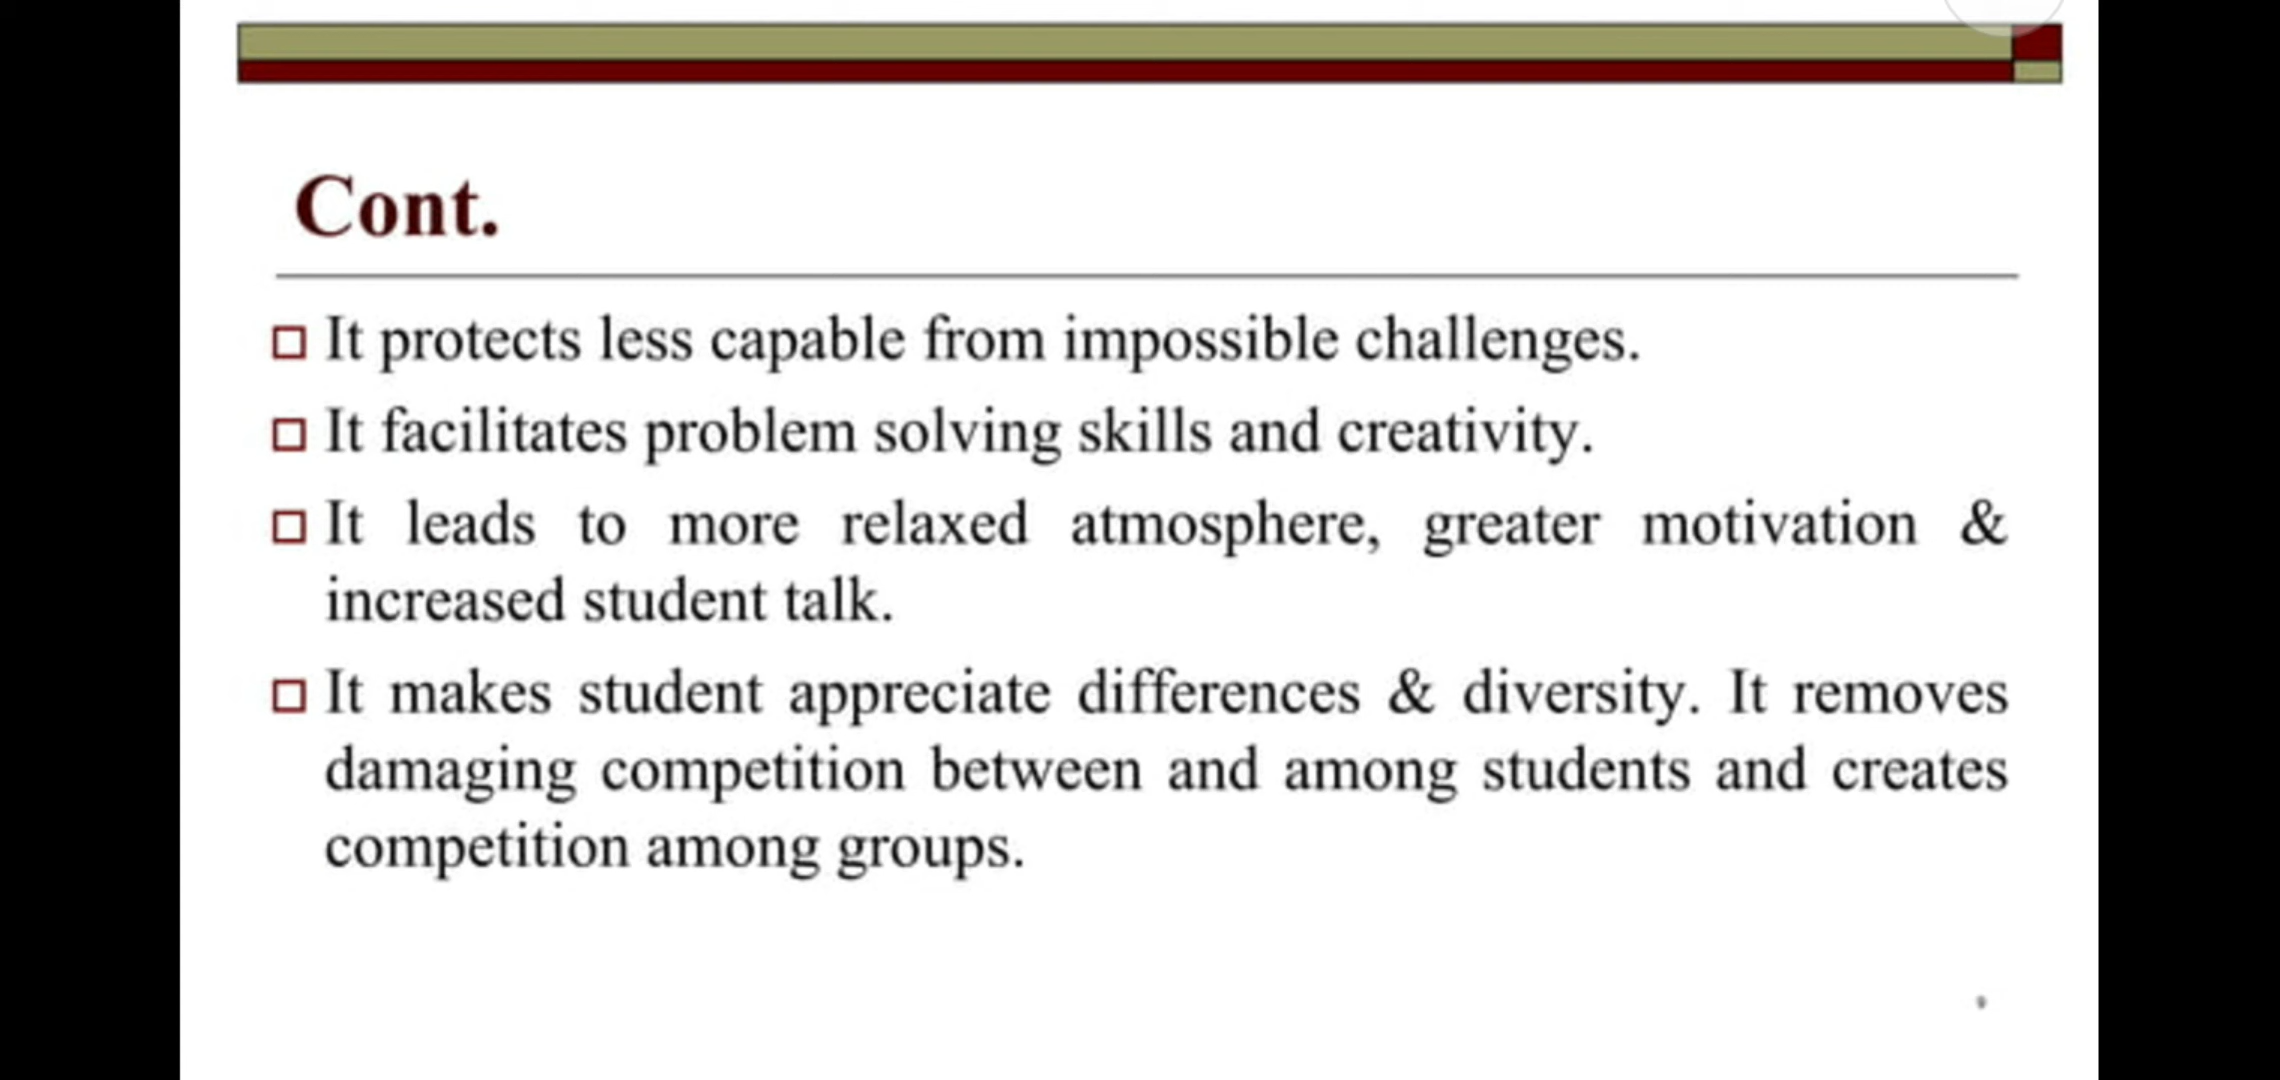 Cont.
It protects less capable from impossible challenges.
It facilitates problem solving skills and creativity.
It leads to more relaxed atmosphere, greater motivation &
increased student talk.
It makes student appreciate differences & diversity. It removes
damaging competition between and among students and creates
competition among groups.